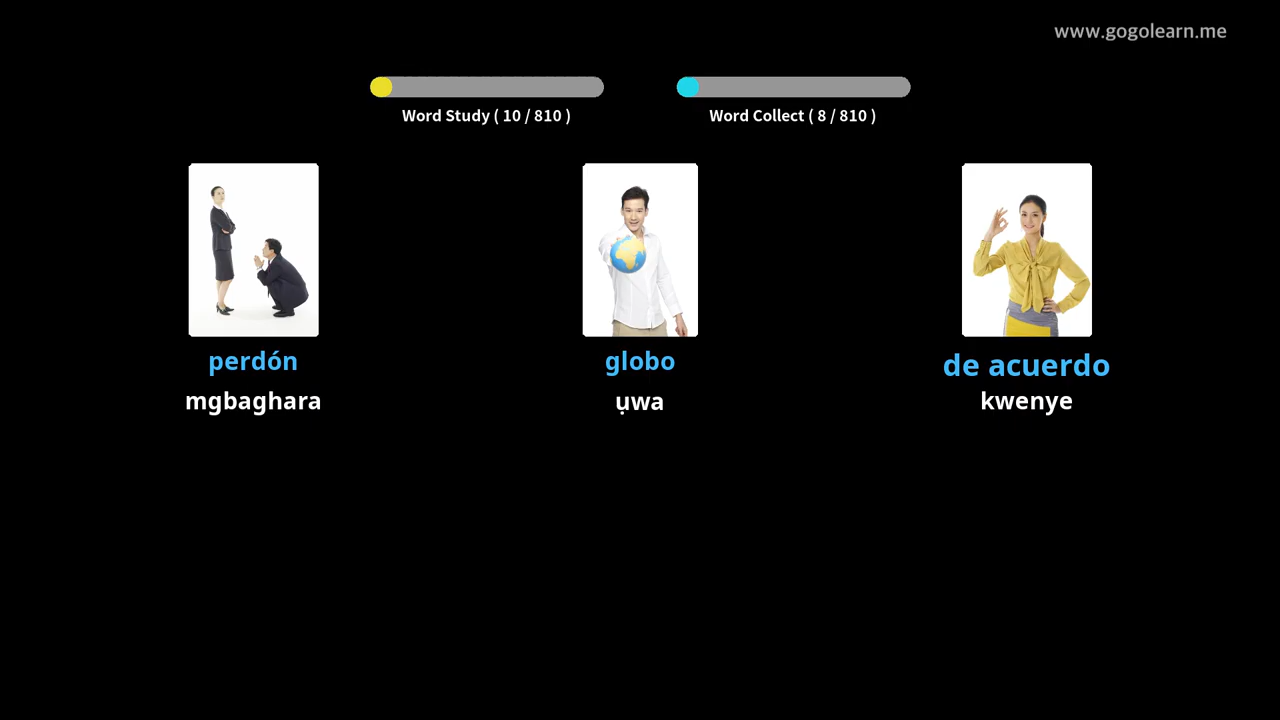 www.gogolearn.me
Word Study ( 10 / 810 )
Word Collect ( 8 / 810 )
perdón
globo
de acuerdo
mgbaghara
ụwa
kwenye